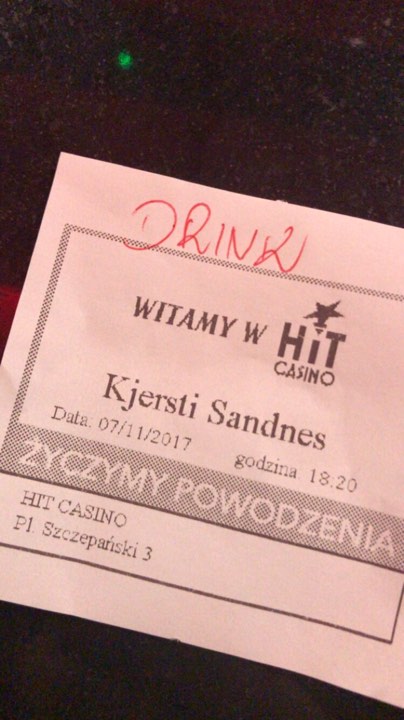 DRINK
WITAMY W HiT CASINO
Kjersti Sandnes
Data: 07/11/2017 godzina 18:20
ŻYCZYMY POWODZENIA
HIT CASINO
Pl. Szczepański 3